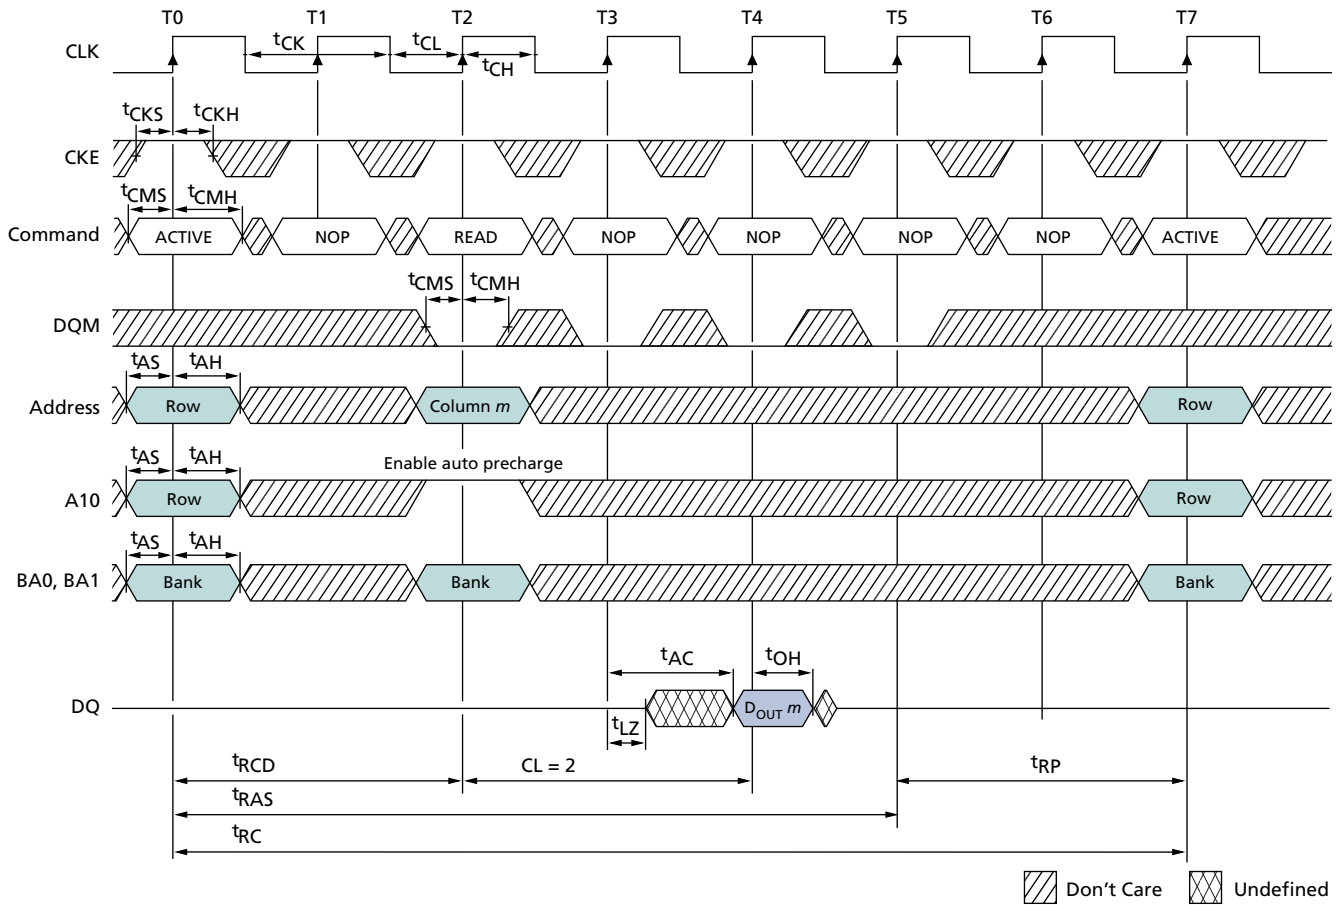 T0 T1 T2 T3 T4 T5 T6 T7
CLK
tCK
tCL
tCH
tCKS
tCKH
CKE
tCMS
tCMH
Command
ACTIVE NOP READ NOP NOP NOP NOP ACTIVE
tCMS
tCMH
DQM
tAS
tAH
Address
Row
Column m
Row
tAS
tAH
Enable auto precharge
A10
Row
Row
tAS
tAH
BA0, BA1
Bank
Bank
Bank
tAC
tOH
DQ
DOUT m
tLZ
tRCD
CL = 2
tRP
tRAS
tRC
Don't Care
Undefined